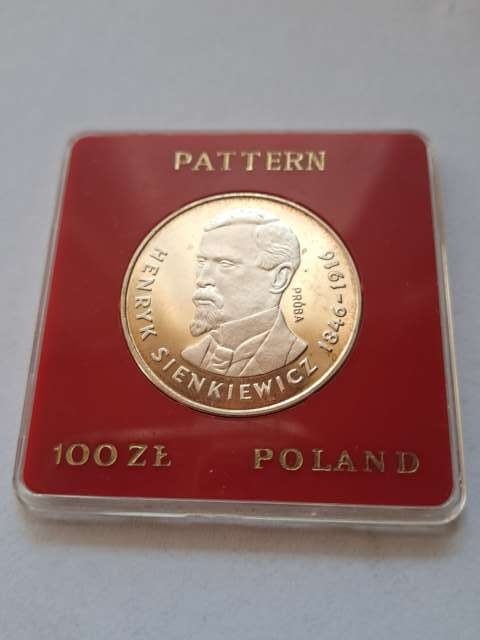 PATTERN
HENRYK SIENKIEWICZ 1846-1916
PRÓBA
100 ZŁ POLAND